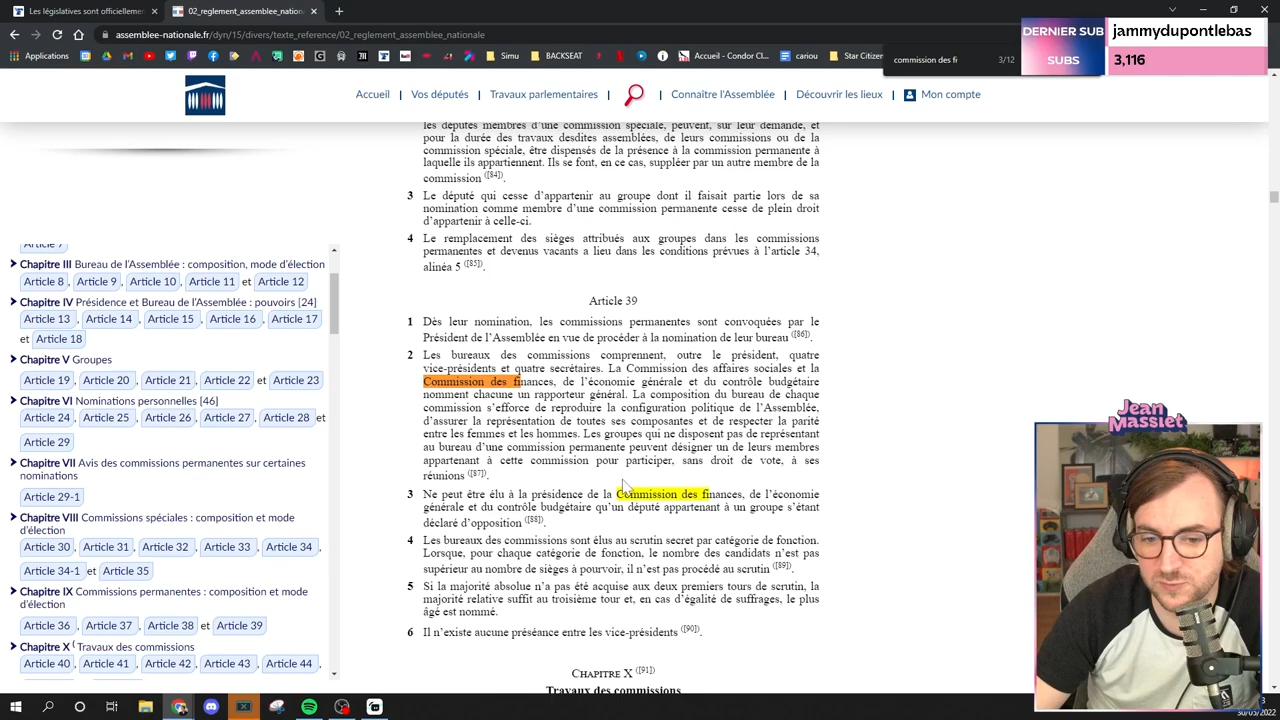 Les législatives sont officiellement
02_reglement_assemblee_nation
assemblee-nationale.fr/dyn/15/divers/texte_reference/02_reglement_assemblee_nationale
Applications
Simu
BACKSEAT
Accueil - Condor Cl...
cariou
Star Citizen
commission des fi
3/12
DERNIER SUB
jammydupontlebas
SUBS
3,116
Accueil
Vos députés
Travaux parlementaires
Connaître l'Assemblée
Découvrir les lieux
Mon compte
les députés membres d'une commission spéciale, peuvent, sur leur demande, et
pour la durée des travaux desdites assemblées, de leurs commissions ou de la
commission spéciale, être dispensés de la présence à la commission permanente à
laquelle ils appartiennent. Ils se font, en ce cas, suppléer par un autre membre de la
commission ([84]).
3 Le député qui cesse d'appartenir au groupe dont il faisait partie lors de sa
nomination comme membre d'une commission permanente cesse de plein droit
d'appartenir à celle-ci.
4 Le remplacement des sièges attribués aux groupes dans les commissions
permanentes et devenus vacants a lieu dans les conditions prévues à l'article 34,
alinéa 5 ([85]).
Article 39
1 Dès leur nomination, les commissions permanentes sont convoquées par le
Président de l'Assemblée en vue de procéder à la nomination de leur bureau ([86]).
2 Les bureaux des commissions comprennent, outre le président, quatre
vice-présidents et quatre secrétaires. La Commission des affaires sociales et la
Commission des finances, de l'économie générale et du contrôle budgétaire
nomment chacune un rapporteur général. La composition du bureau de chaque
commission s'efforce de reproduire la configuration politique de l'Assemblée,
d'assurer la représentation de toutes ses composantes et de respecter la parité
entre les femmes et les hommes. Les groupes qui ne disposent pas de représentant
au bureau d'une commission permanente peuvent désigner un de leurs membres
appartenant à cette commission pour participer, sans droit de vote, à ses
réunions ([87]).
3 Ne peut être élu à la présidence de la Commission des finances, de l'économie
générale et du contrôle budgétaire qu'un député appartenant à un groupe s'étant
déclaré d'opposition ([88]).
4 Les bureaux des commissions sont élus au scrutin secret par catégorie de fonction.
Lorsque, pour chaque catégorie de fonction, le nombre des candidats n'est pas
supérieur au nombre de sièges à pourvoir, il n'est pas procédé au scrutin ([89]).
5 Si la majorité absolue n'a pas été acquise aux deux premiers tours de scrutin, la
majorité relative suffit au troisième tour et, en cas d'égalité de suffrages, le plus
âgé est nommé.
6 Il n'existe aucune préséance entre les vice-présidents ([90]).
CHAPITRE X ([91])
Travaux des commissions
Article 7
Chapitre III Bureau de l'Assemblée : composition, mode d'élection
Article 8, Article 9, Article 10, Article 11 et Article 12
Chapitre IV Présidence et Bureau de l'Assemblée : pouvoirs [24]
Article 13, Article 14, Article 15, Article 16, Article 17
et Article 18
Chapitre V Groupes
Article 19, Article 20, Article 21, Article 22 et Article 23
Chapitre VI Nominations personnelles [46]
Article 24, Article 25, Article 26, Article 27, Article 28 et
Article 29
Chapitre VII Avis des commissions permanentes sur certaines
nominations
Article 29-1
Chapitre VIII Commissions spéciales : composition et mode
d'élection
Article 30, Article 31, Article 32, Article 33, Article 34,
Article 34-1 et Article 35
Chapitre IX Commissions permanentes : composition et mode
d'élection
Article 36, Article 37, Article 38 et Article 39
Chapitre X ( Travaux des commissions
Article 40, Article 41, Article 42, Article 43, Article 44,
Jean
Massiet
30/05/2022